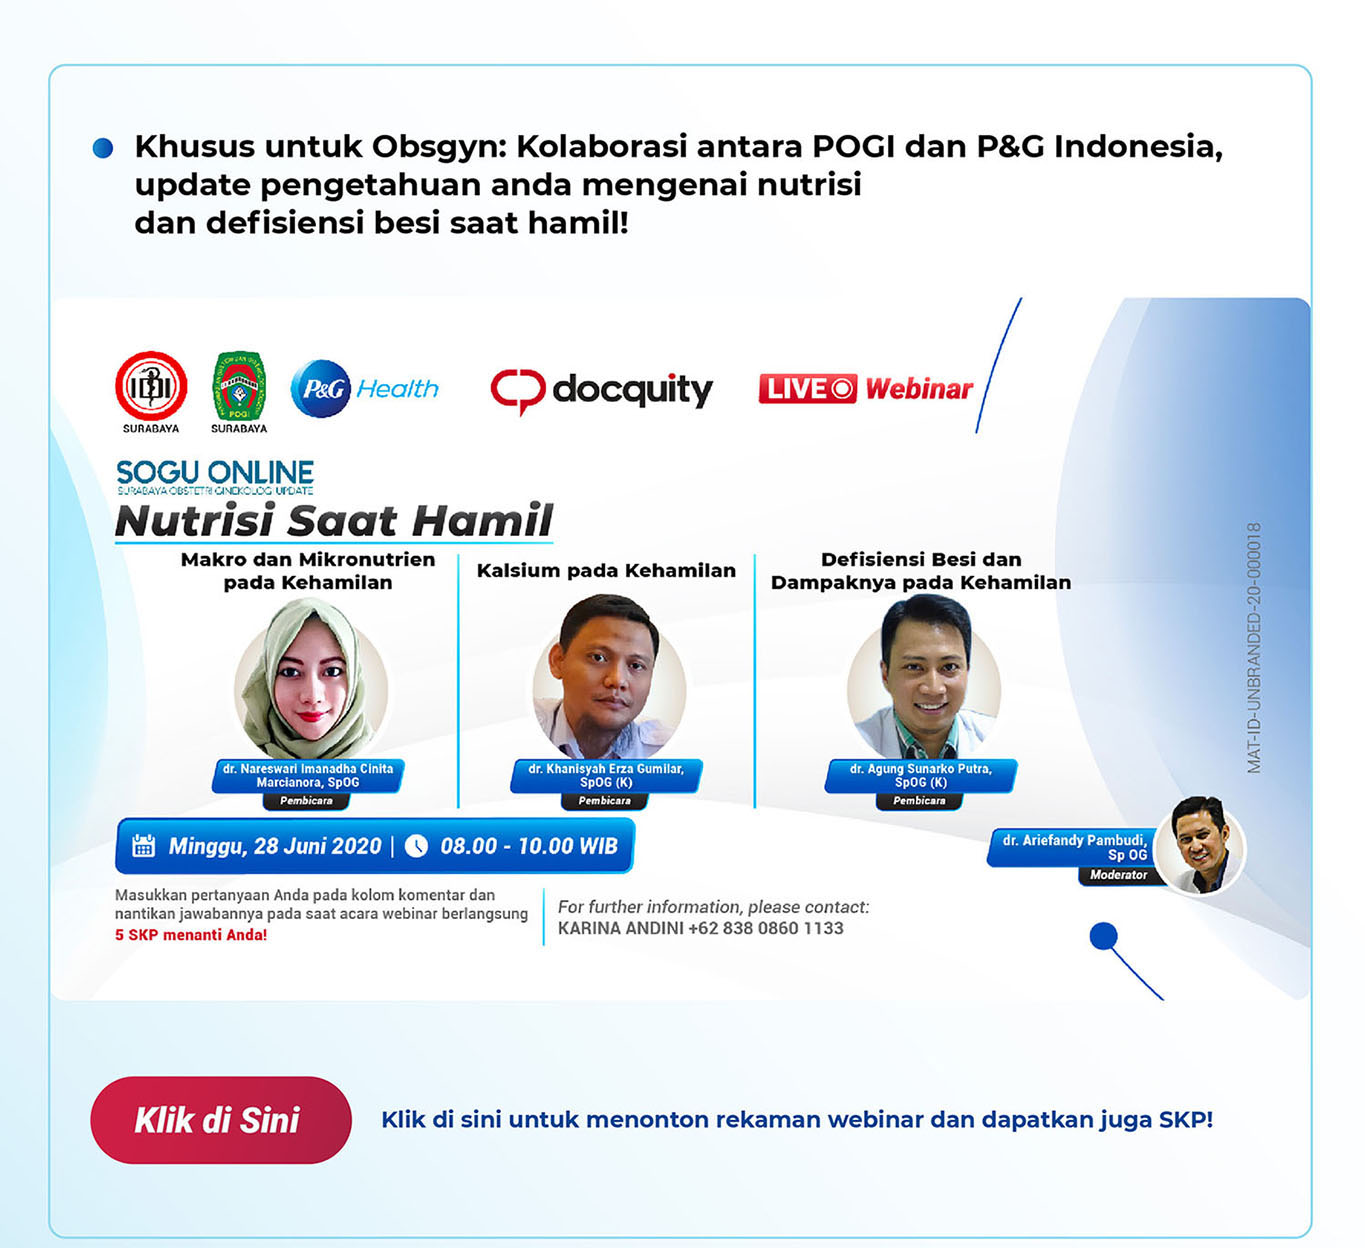 Khusus untuk Obsgyn: Kolaborasi antara POGI dan P&G Indonesia,
update pengetahuan anda mengenai nutrisi
dan defisiensi besi saat hamil!
IDI
SURABAYA
POGI
SURABAYA
P&G Health
docquity
LIVE Webinar
SOGU ONLINE
SURABAYA OBSTETRI GINEKOLOGI UPDATE
Nutrisi Saat Hamil
Makro dan Mikronutrien
pada Kehamilan
dr. Nareswari Imanadha Cinita
Marcianora, SpOG
Pembicara
Kalsium pada Kehamilan
dr. Khanisyah Erza Gumilar,
SpOG (K)
Pembicara
Defisiensi Besi dan
Dampaknya pada Kehamilan
dr. Agung Sunarko Putra,
SpOG (K)
Pembicara
MAT-ID-UNBRANDED-20-000018
dr. Ariefandy Pambudi,
Sp OG
Moderator
Minggu, 28 Juni 2020 | 08.00 - 10.00 WIB
Masukkan pertanyaan Anda pada kolom komentar dan
nantikan jawabannya pada saat acara webinar berlangsung
5 SKP menanti Anda!
For further information, please contact:
KARINA ANDINI +62 838 0860 1133
Klik di Sini
Klik di sini untuk menonton rekaman webinar dan dapatkan juga SKP!